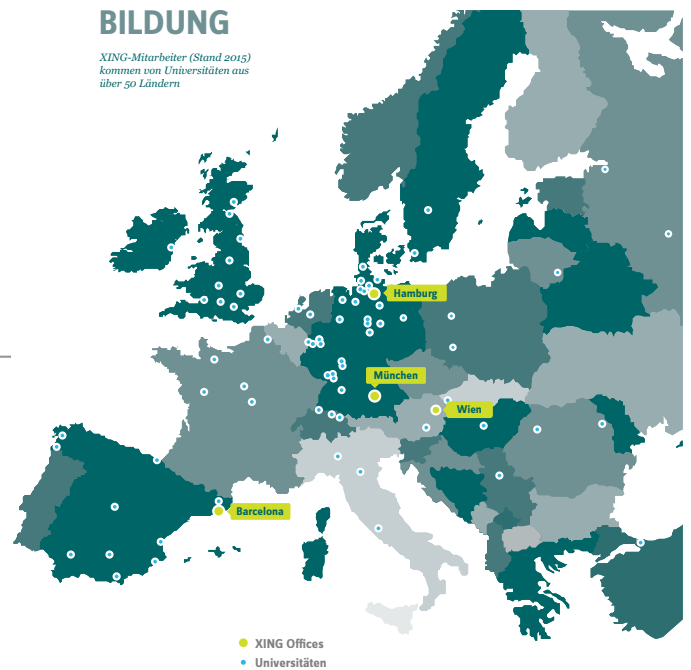 BILDUNG
XING-Mitarbeiter (Stand 2015)
kommen von Universitäten aus
über 50 Ländern
Hamburg
München
Wien
Barcelona
XING Offices
Universitäten